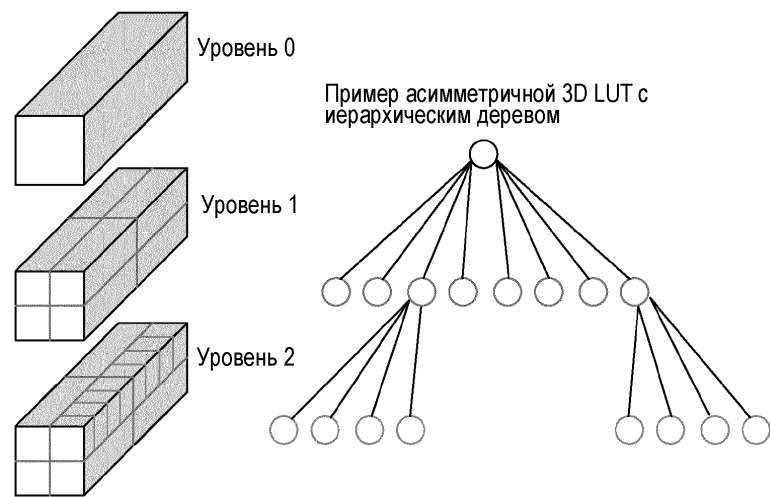 Уровень 0
Пример асимметричной 3D LUT с
иерархическим деревом
Уровень 1
Уровень 2